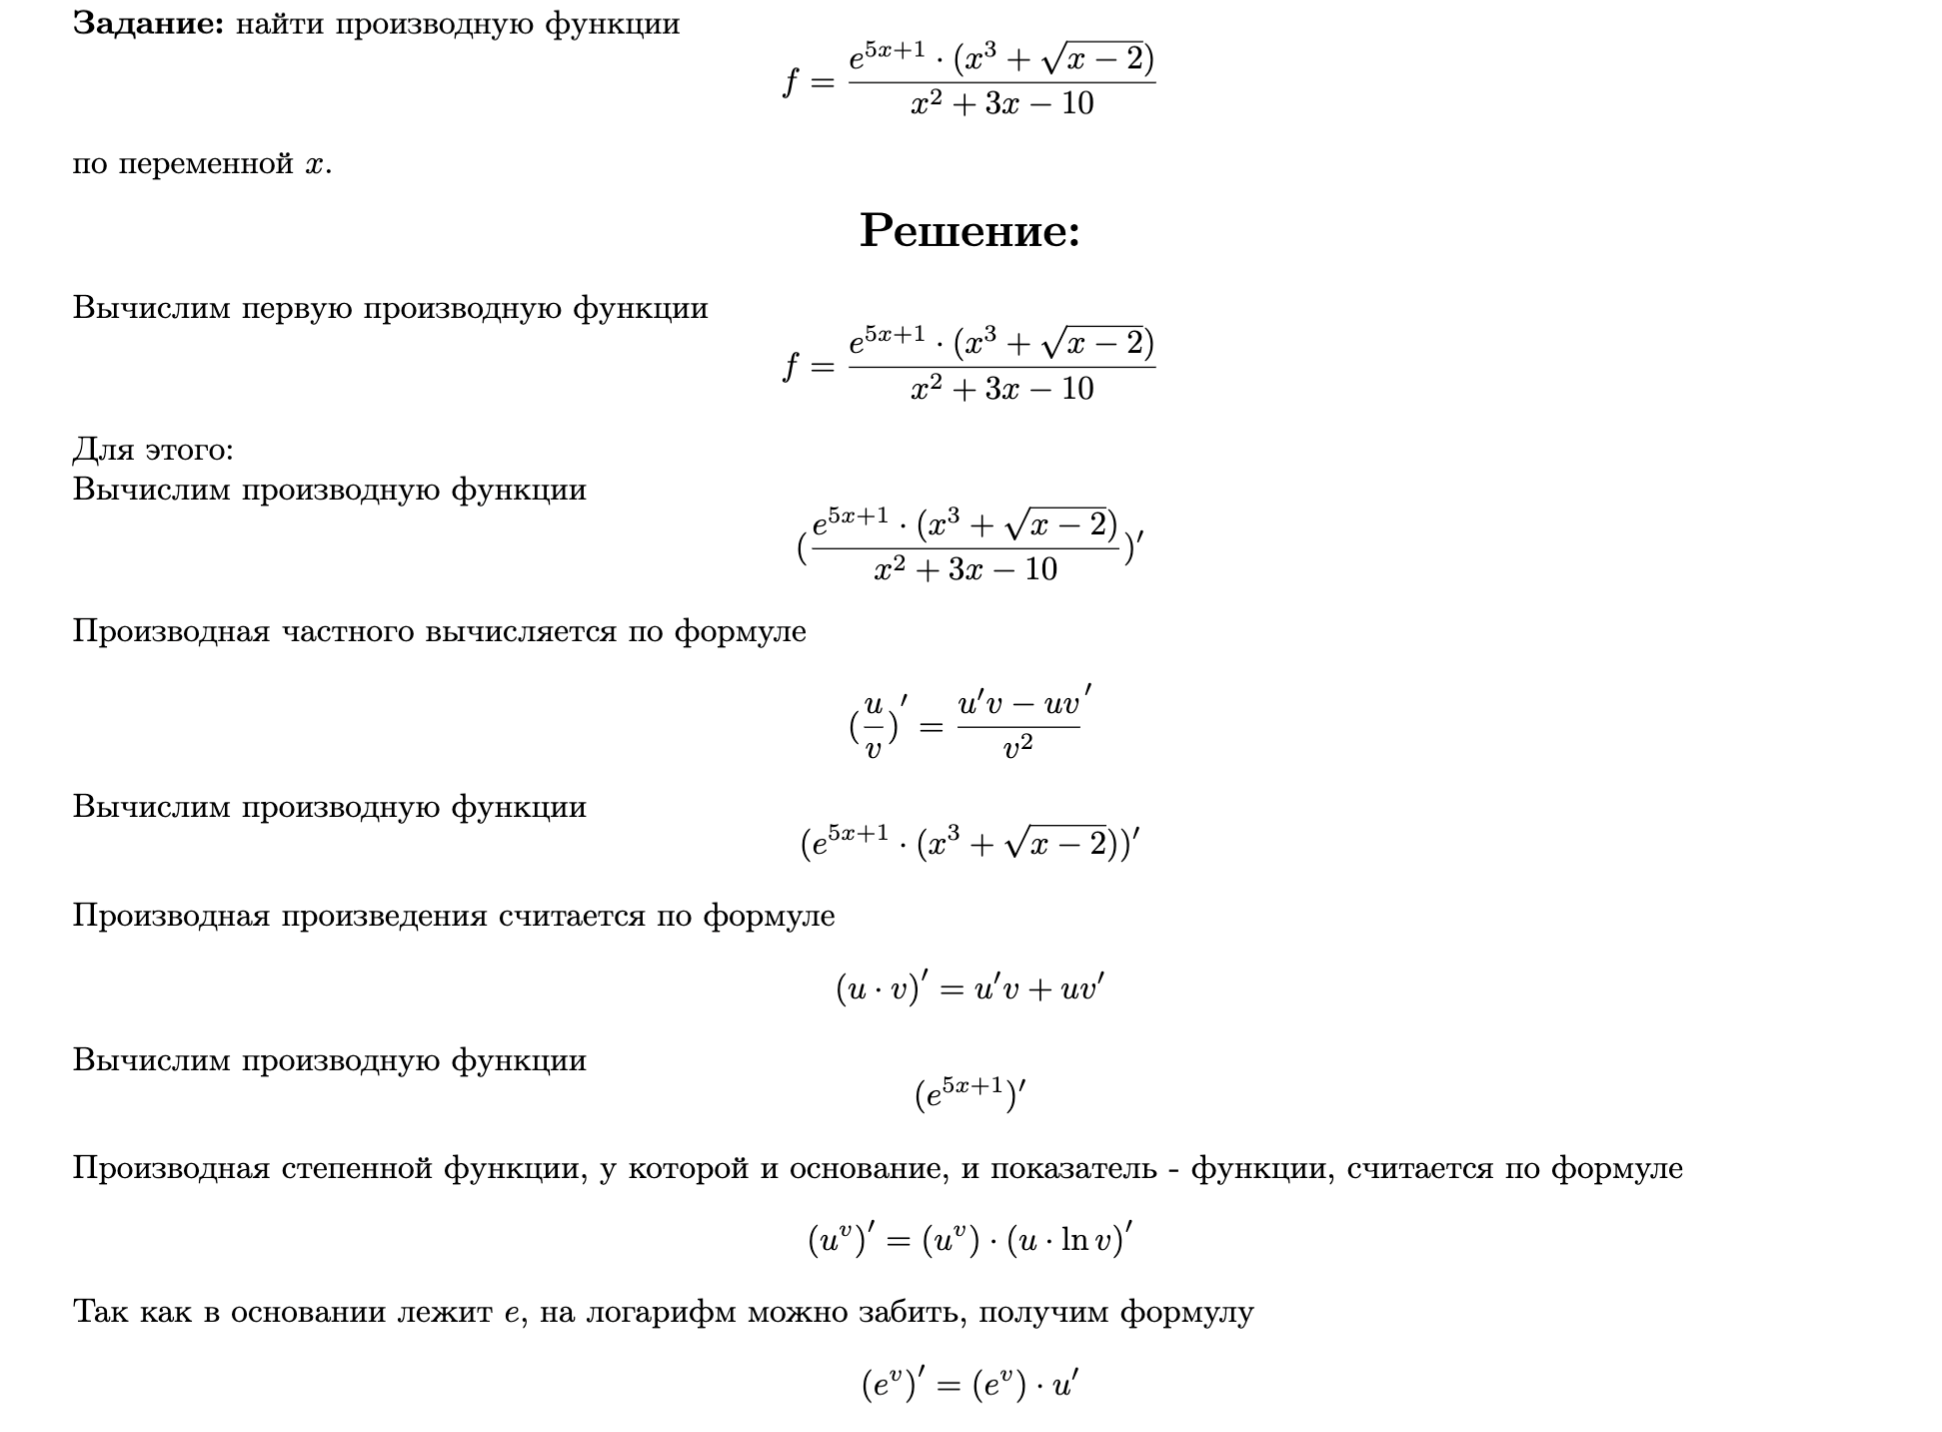 Задание: найти производную функции
f = \frac{e^{5x+1} \cdot (x^3 + \sqrt{x-2})}{x^2 + 3x - 10}
по переменной x.
Решение:
Вычислим первую производную функции
f = \frac{e^{5x+1} \cdot (x^3 + \sqrt{x-2})}{x^2 + 3x - 10}
Для этого:
Вычислим производную функции
(\frac{e^{5x+1} \cdot (x^3 + \sqrt{x-2})}{x^2 + 3x - 10})'
Производная частного вычисляется по формуле
(\frac{u}{v})' = \frac{u'v - uv'}{v^2}
Вычислим производную функции
(e^{5x+1} \cdot (x^3 + \sqrt{x-2}))'
Производная произведения считается по формуле
(u \cdot v)' = u'v + uv'
Вычислим производную функции
(e^{5x+1})'
Производная степенной функции, у которой и основание, и показатель - функции, считается по формуле
(u^v)' = (u^v) \cdot (u \cdot \ln v)'
Так как в основании лежит e, на логарифм можно забить, получим формулу
(e^v)' = (e^v) \cdot u'